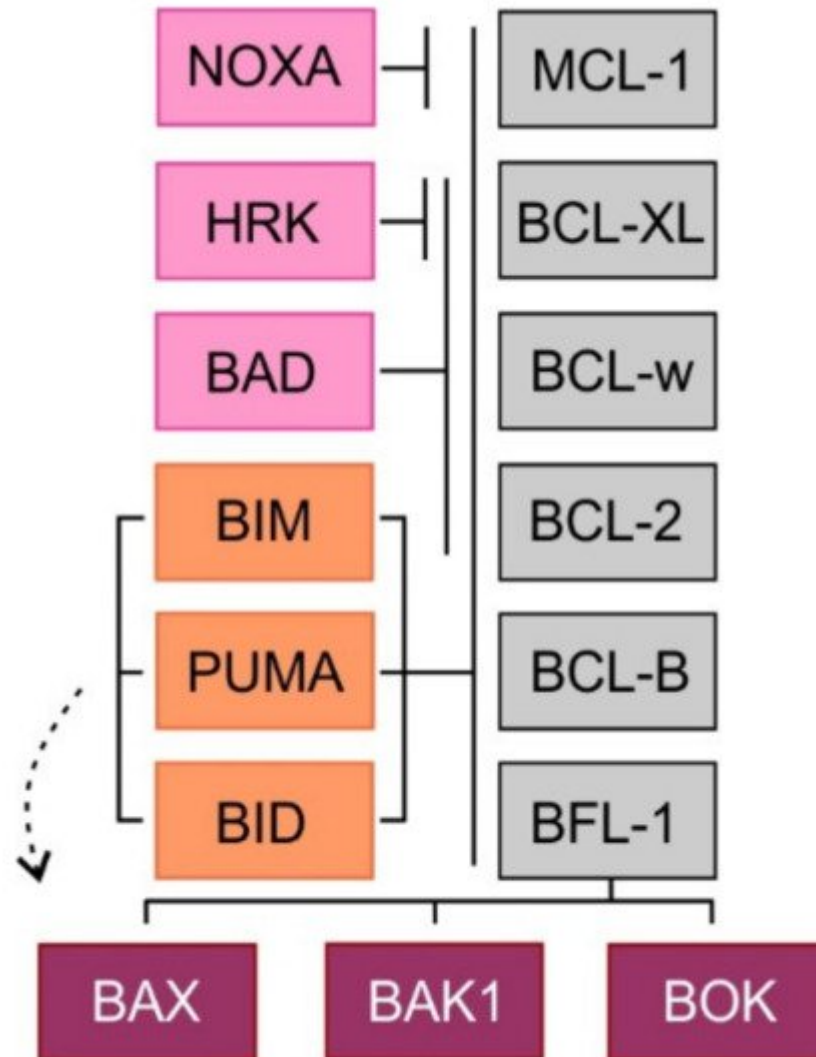 NOXA
MCL-1
HRK
BCL-XL
BAD
BCL-w
BIM
BCL-2
PUMA
BCL-B
BID
BFL-1
BAX
BAK1
BOK